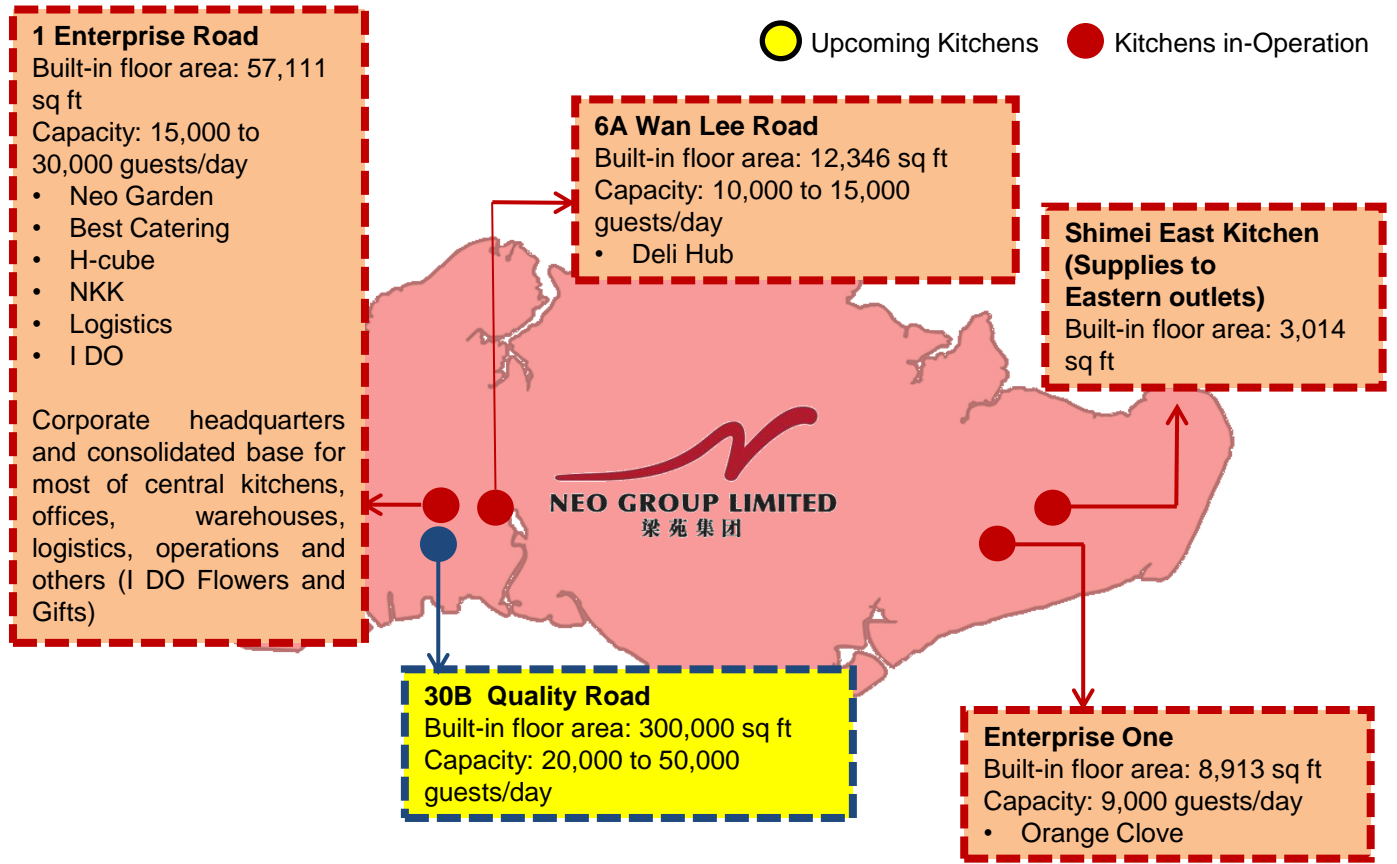 1 Enterprise Road
Built-in floor area: 57,111
sq ft
Capacity: 15,000 to
30,000 guests/day
• Neo Garden
• Best Catering
• H-cube
• NKK
• Logistics
• I DO
Corporate headquarters
and consolidated base for
most of central kitchens,
offices, warehouses,
logistics, operations and
others (I DO Flowers and
Gifts)
Upcoming Kitchens
Kitchens in-Operation
6A Wan Lee Road
Built-in floor area: 12,346 sq ft
Capacity: 10,000 to 15,000
guests/day
• Deli Hub
Shimei East Kitchen
(Supplies to
Eastern outlets)
Built-in floor area: 3,014
sq ft
NEO GROUP LIMITED
梁苑集团
30B Quality Road
Built-in floor area: 300,000 sq ft
Capacity: 20,000 to 50,000
guests/day
Enterprise One
Built-in floor area: 8,913 sq ft
Capacity: 9,000 guests/day
• Orange Clove